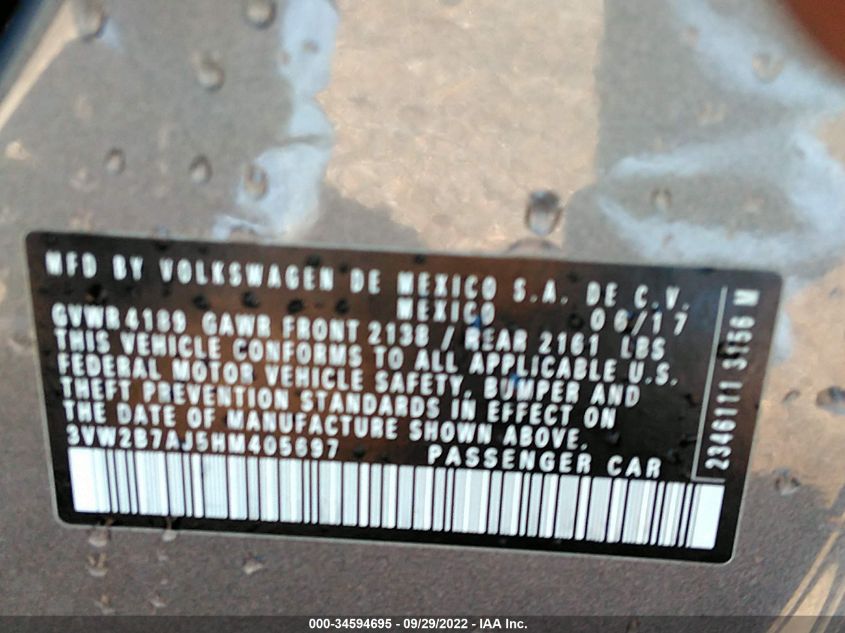 MFD BY VOLKSWAGEN DE MEXICO S.A. DE C.V.
MEXICO 06/17
GVWR 4189 GAWR FRONT 2138 / REAR 2161 LBS
THIS VEHICLE CONFORMS TO ALL APPLICABLE U.S.
FEDERAL MOTOR VEHICLE SAFETY, BUMPER AND
THEFT PREVENTION STANDARDS IN EFFECT ON
THE DATE OF MANUFACTURE SHOWN ABOVE.
3VW2B7AJ5HM405697 PASSENGER CAR
2346111 3156 M
000-34594695 - 09/29/2022 - IAA Inc.